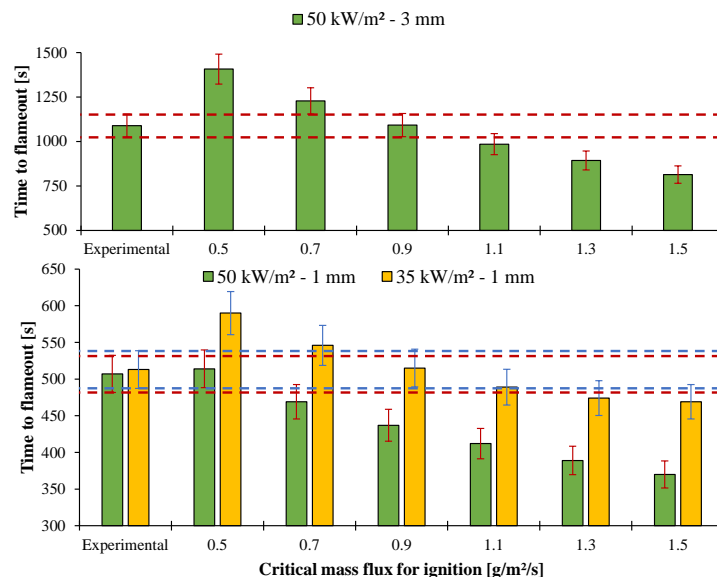 50 kW/m² - 3 mm
Time to flameout [s]
1500
1250
1000
750
500
Experimental 0.5 0.7 0.9 1.1 1.3 1.5
50 kW/m² - 1 mm 35 kW/m² - 1 mm
Time to flameout [s]
650
600
550
500
450
400
350
300
Experimental 0.5 0.7 0.9 1.1 1.3 1.5
Critical mass flux for ignition [g/m²/s]